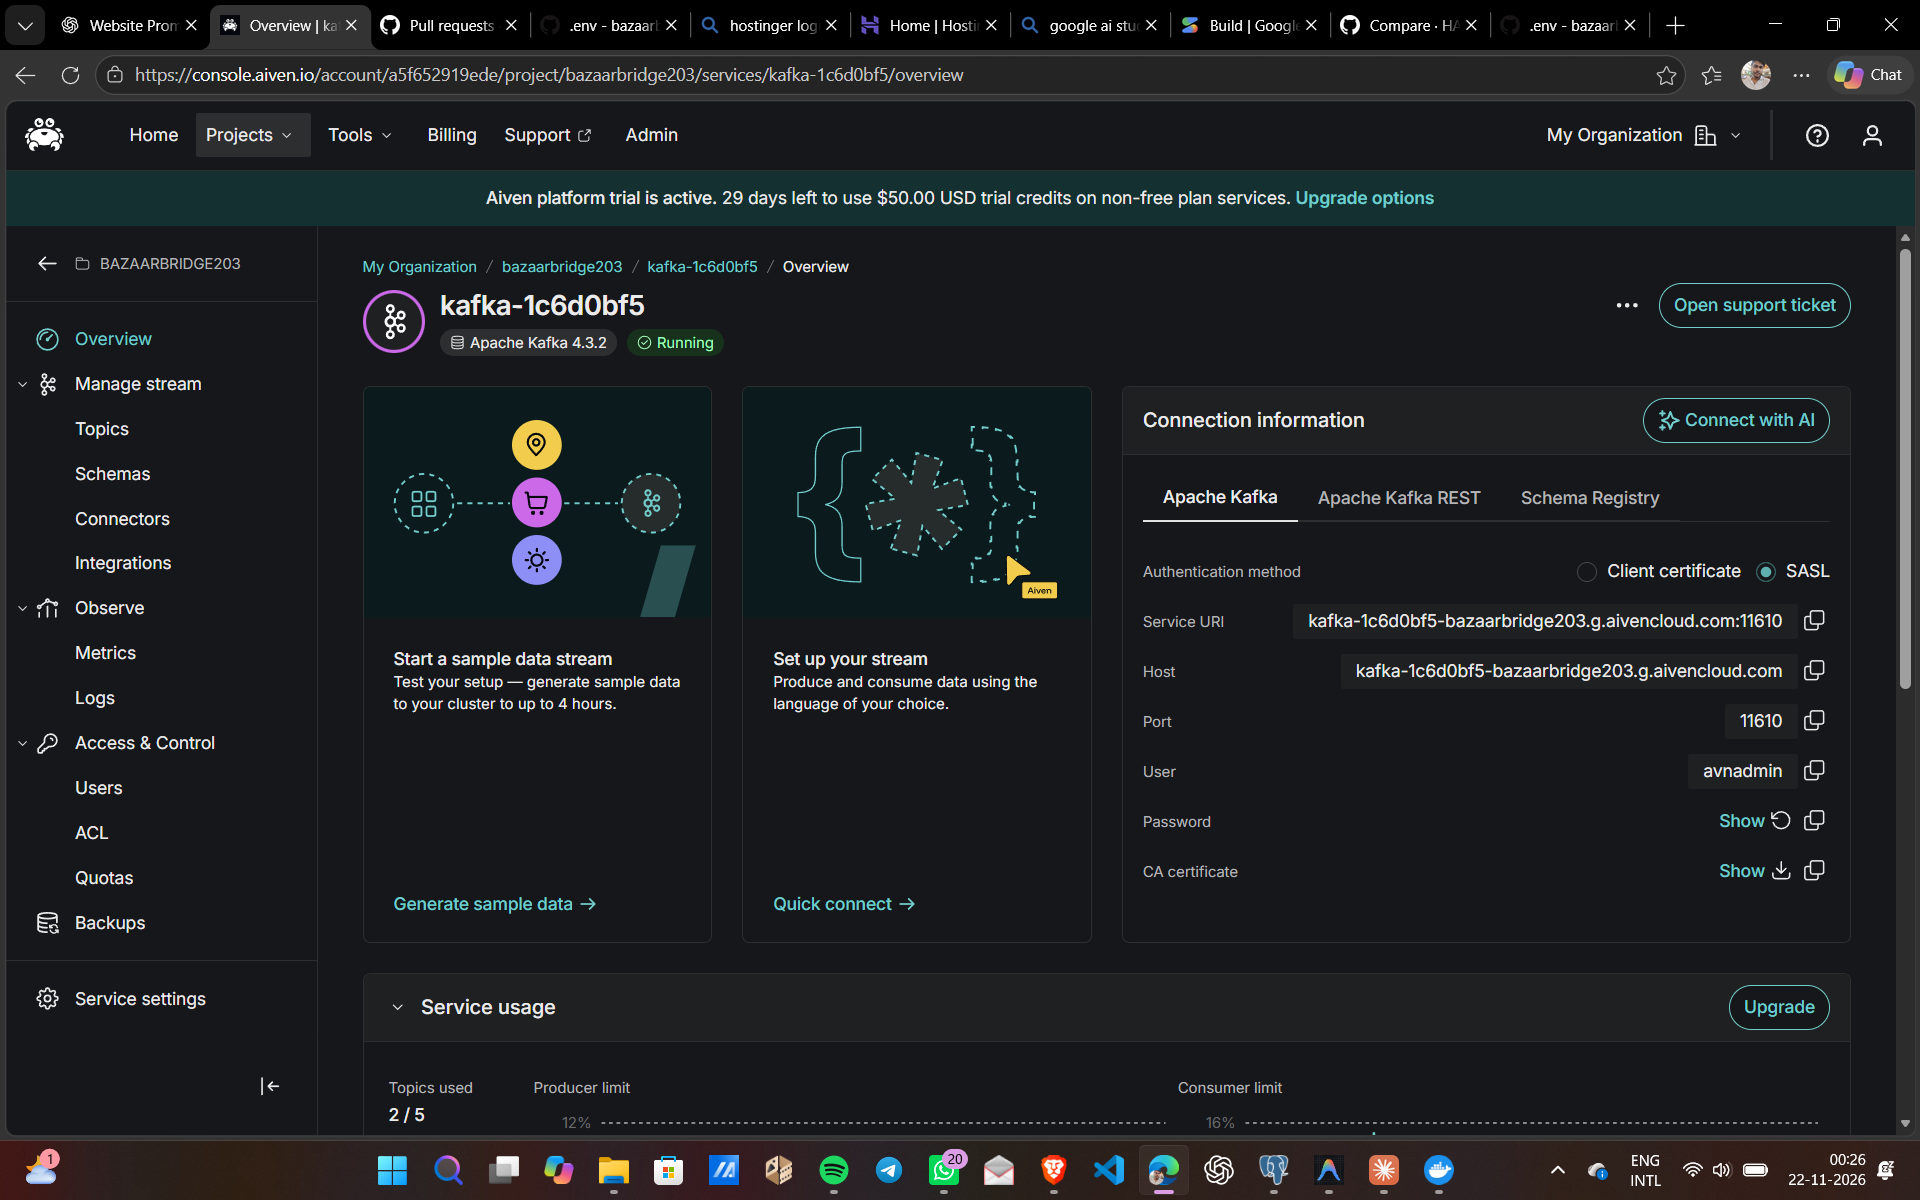 Website Prom
Overview | ka
Pull requests
.env - bazaarb
hostinger log
Home | Hostin
google ai stud
Build | Google
Compare · HA
.env - bazaarb
https://console.aiven.io/account/a5f652919ede/project/bazaarbridge203/services/kafka-1c6d0bf5/overview
Chat
Home
Projects
Tools
Billing
Support
Admin
My Organization
Aiven platform trial is active. 29 days left to use $50.00 USD trial credits on non-free plan services. Upgrade options
BAZAARBRIDGE203
Overview
Manage stream
Topics
Schemas
Connectors
Integrations
Observe
Metrics
Logs
Access & Control
Users
ACL
Quotas
Backups
Service settings
My Organization / bazaarbridge203 / kafka-1c6d0bf5 / Overview
kafka-1c6d0bf5
Apache Kafka 4.3.2
Running
Open support ticket
Start a sample data stream
Test your setup — generate sample data
to your cluster to up to 4 hours.
Generate sample data
Aiven
Set up your stream
Produce and consume data using the
language of your choice.
Quick connect
Connection information
Connect with AI
Apache Kafka
Apache Kafka REST
Schema Registry
Authentication method
Client certificate
SASL
Service URI
kafka-1c6d0bf5-bazaarbridge203.g.aivencloud.com:11610
Host
kafka-1c6d0bf5-bazaarbridge203.g.aivencloud.com
Port
11610
User
avnadmin
Password
Show
CA certificate
Show
Service usage
Upgrade
Topics used
2 / 5
Producer limit
12%
Consumer limit
16%
1
20
ENG
INTL
00:26
22-11-2026